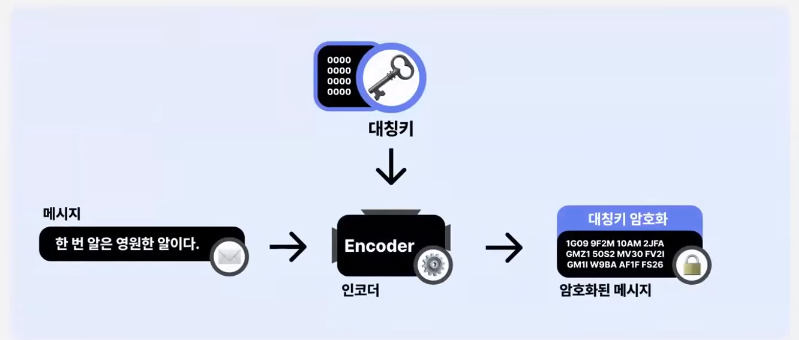 0000
0000
0000
0000
대칭키
메시지
한 번 알은 영원한 알이다.
Encoder
인코더
대칭키 암호화
1G09 9F2M 10AM 2JFA
GMZ1 50S2 MV30 FV2I
GM1I W9BA AF1F FS26
암호화된 메시지